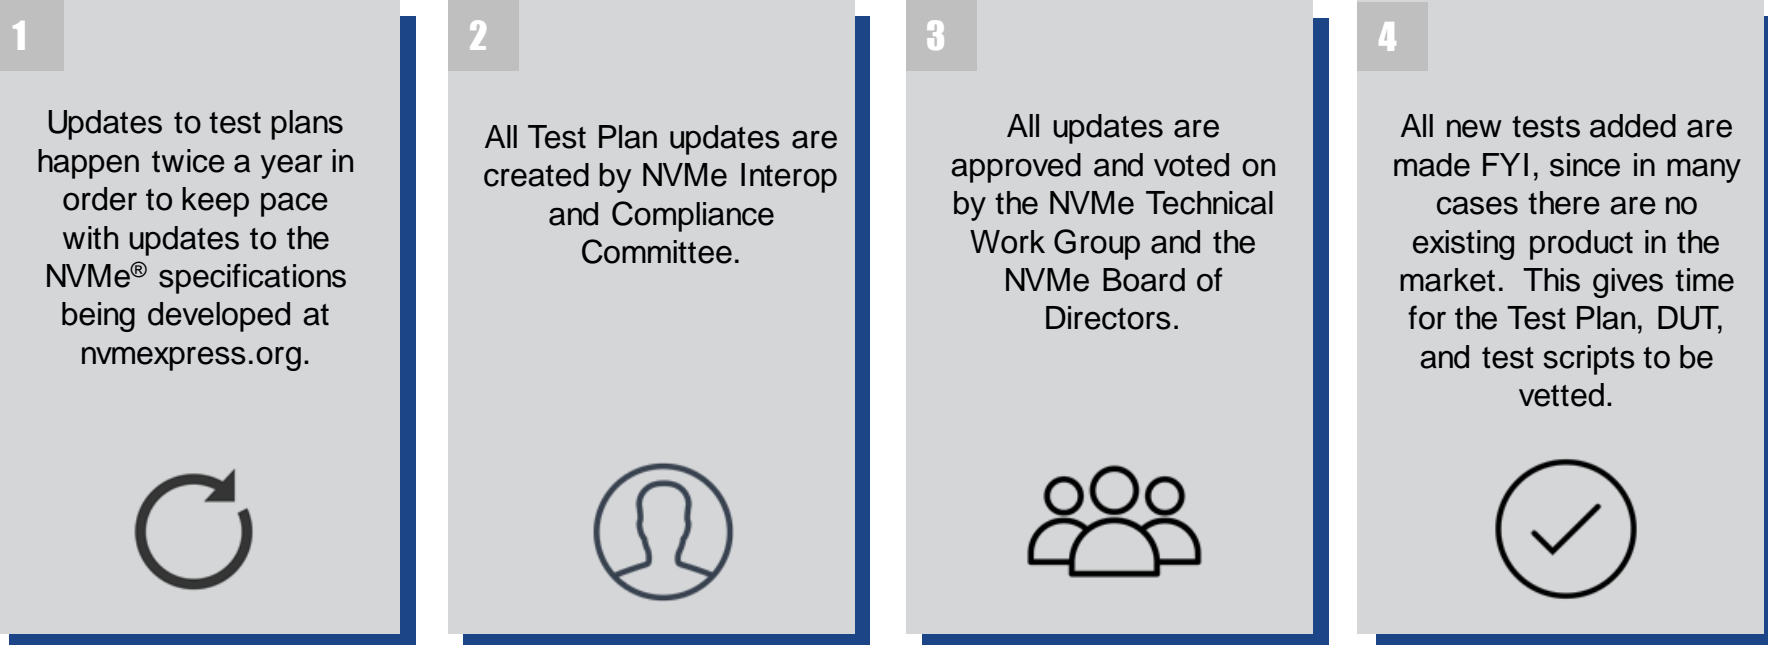 1
Updates to test plans
happen twice a year in
order to keep pace
with updates to the
NVMe® specifications
being developed at
nvmexpress.org.
2
All Test Plan updates are
created by NVMe Interop
and Compliance
Committee.
3
All updates are
approved and voted on
by the NVMe Technical
Work Group and the
NVMe Board of
Directors.
4
All new tests added are
made FYI, since in many
cases there are no
existing product in the
market.  This gives time
for the Test Plan, DUT,
and test scripts to be
vetted.